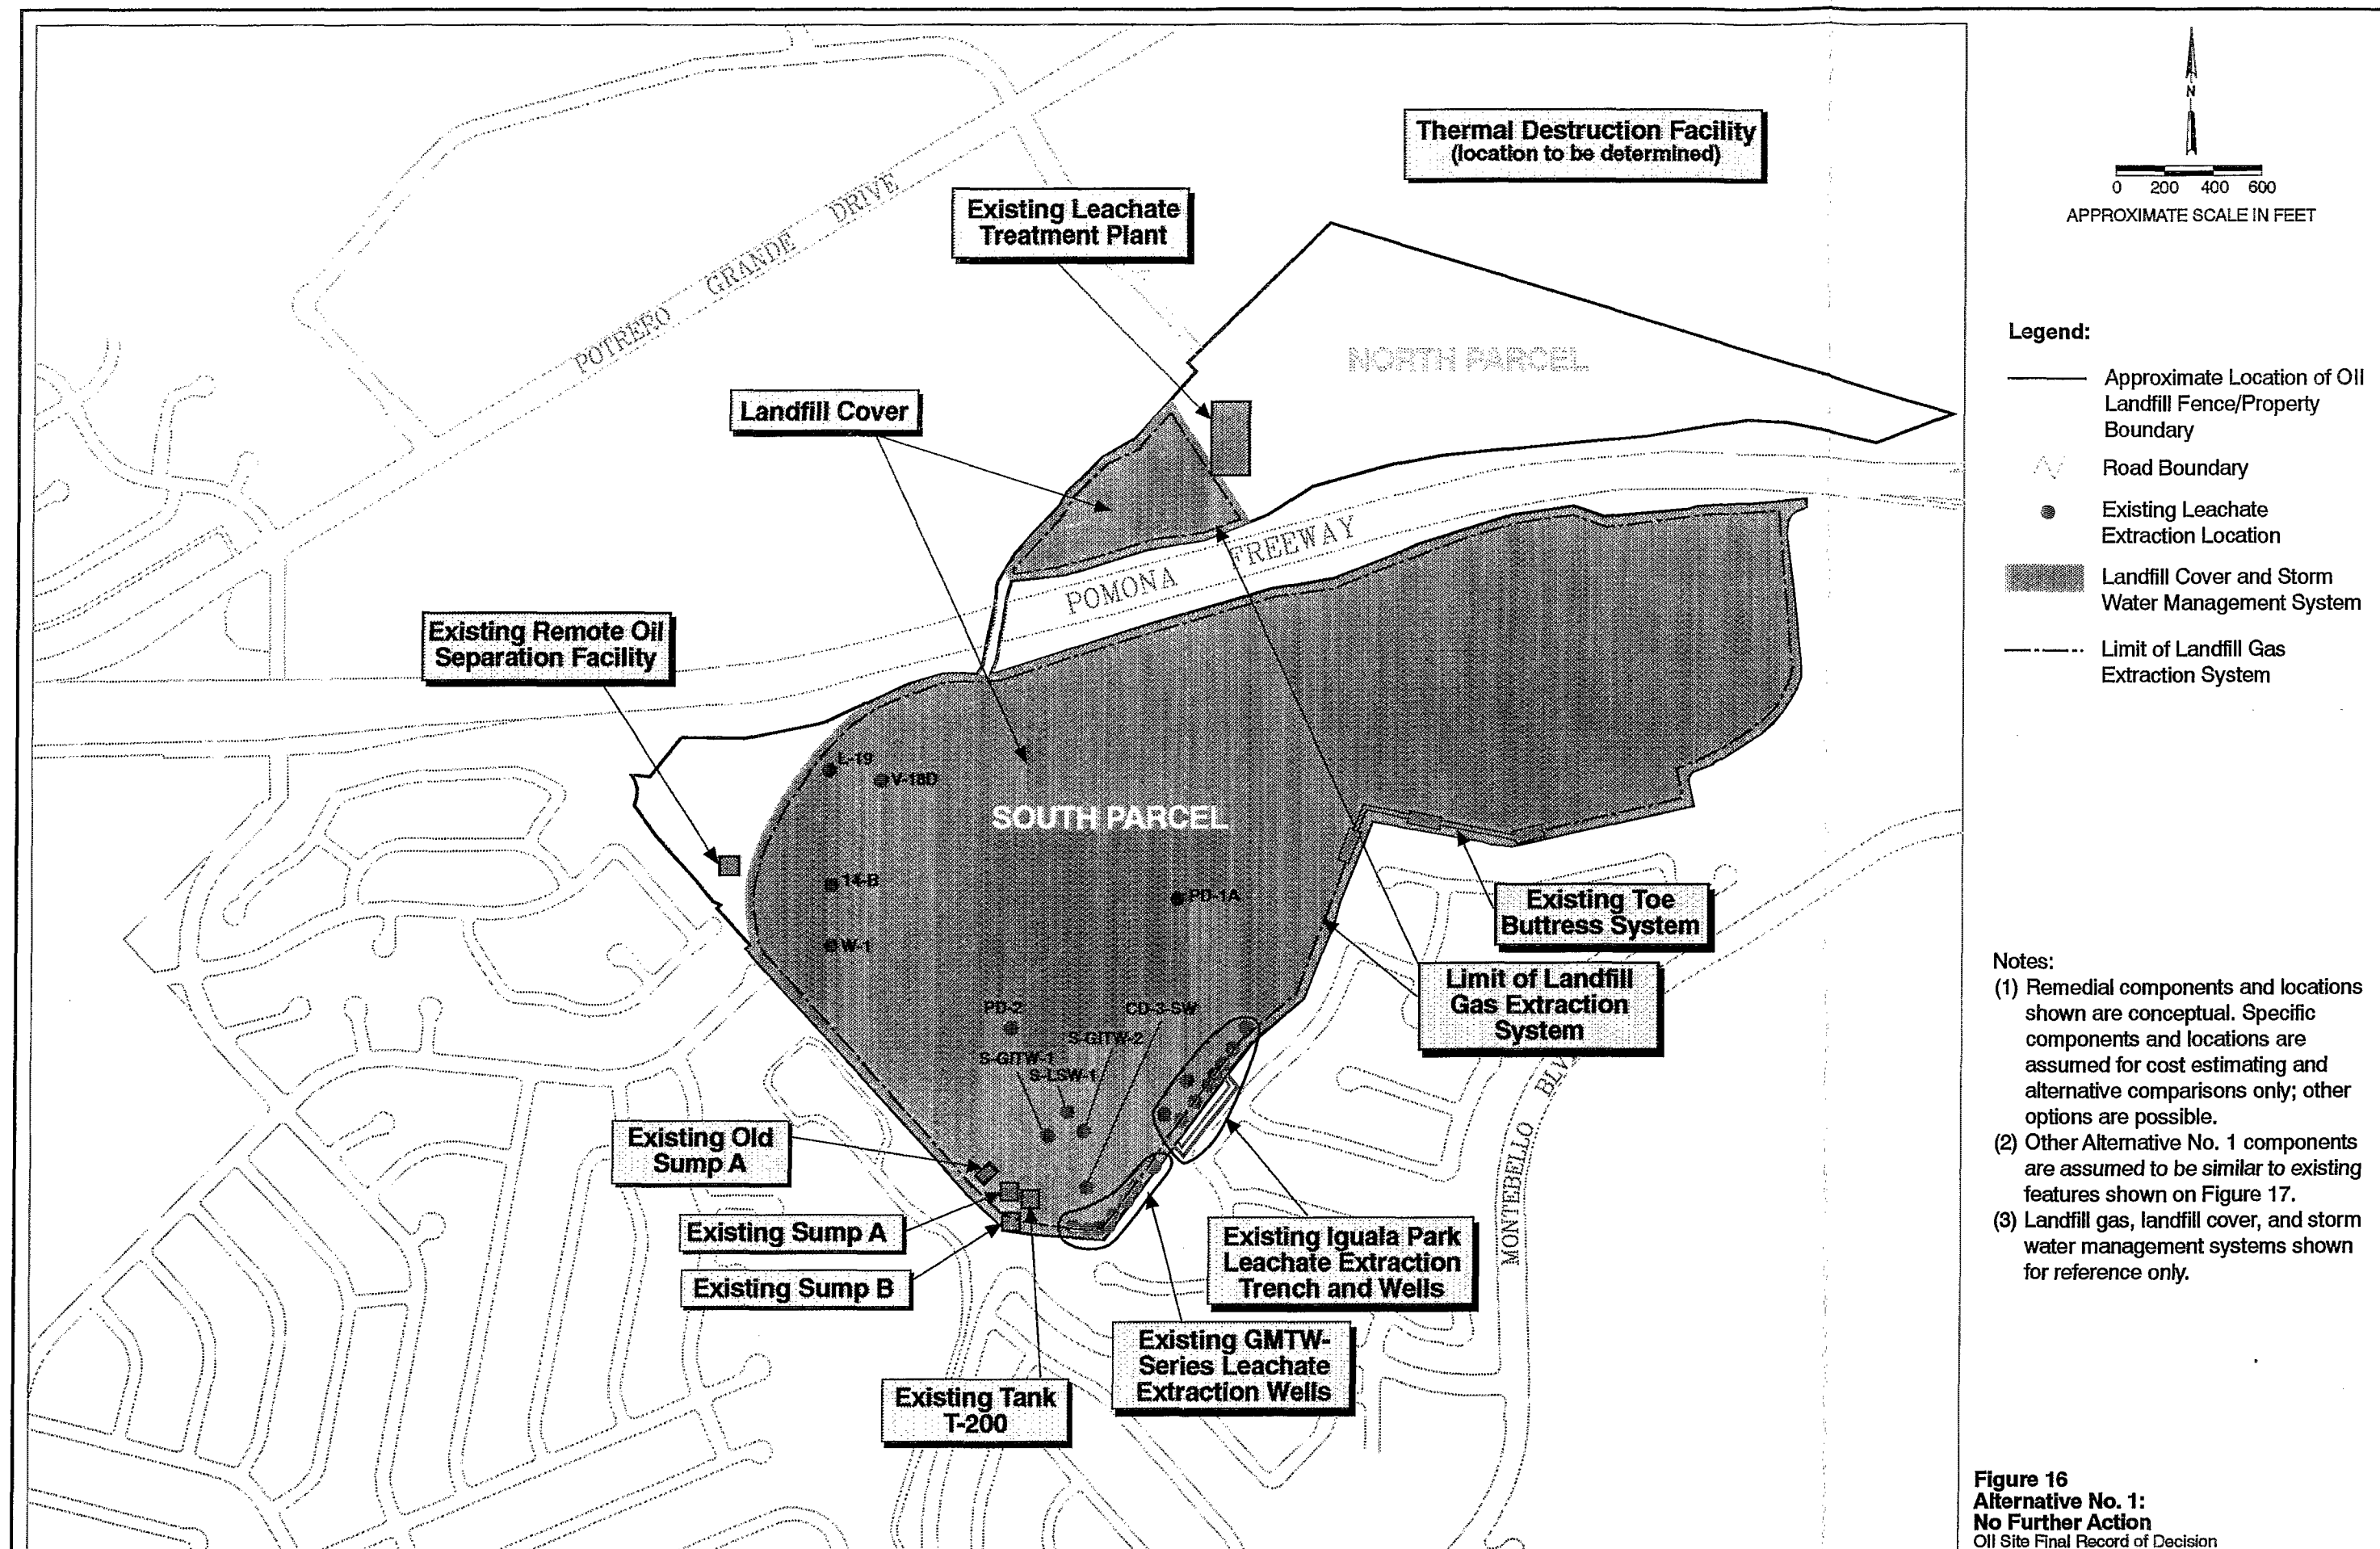 Thermal Destruction Facility
(location to be determined)
N
0 200 400 600
APPROXIMATE SCALE IN FEET
Existing Leachate
Treatment Plant
POTRERO GRANDE DRIVE
NORTH PARCEL
Landfill Cover
POMONA FREEWAY
Existing Remote Oil
Separation Facility
L-19
V-18D
SOUTH PARCEL
14-B
PD-1A
W-1
Existing Toe
Buttress System
Limit of Landfill
Gas Extraction
System
PD-2
CD-3-SW
S-GITW-2
S-GITW-1
S-LSW-1
MONTEBELLO BLV
Existing Old
Sump A
Existing Sump A
Existing Sump B
Existing Iguala Park
Leachate Extraction
Trench and Wells
Existing GMTW-
Series Leachate
Extraction Wells
Existing Tank
T-200
Legend:
Approximate Location of OII
Landfill Fence/Property
Boundary
Road Boundary
Existing Leachate
Extraction Location
Landfill Cover and Storm
Water Management System
Limit of Landfill Gas
Extraction System
Notes:
(1) Remedial components and locations
shown are conceptual. Specific
components and locations are
assumed for cost estimating and
alternative comparisons only; other
options are possible.
(2) Other Alternative No. 1 components
are assumed to be similar to existing
features shown on Figure 17.
(3) Landfill gas, landfill cover, and storm
water management systems shown
for reference only.
Figure 16
Alternative No. 1:
No Further Action
OII Site Final Record of Decision